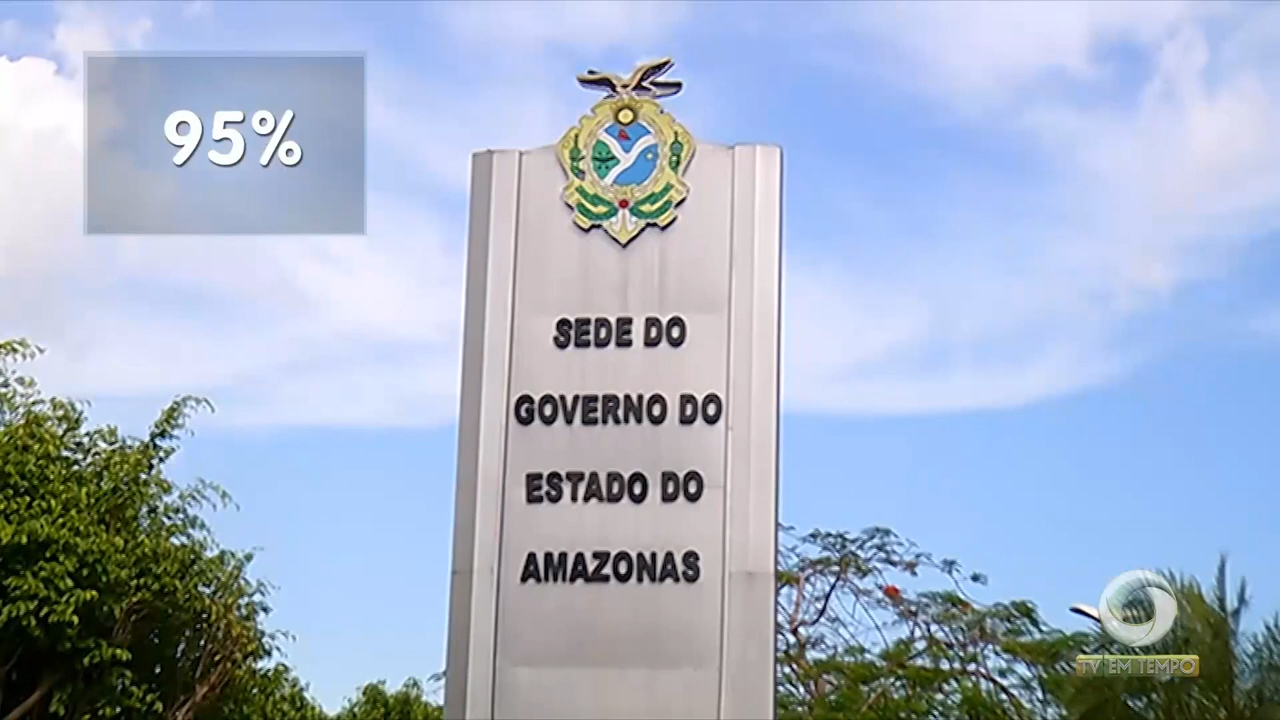 95%
SEDE DO
GOVERNO DO
ESTADO DO
AMAZONAS
TV EM TEMPO